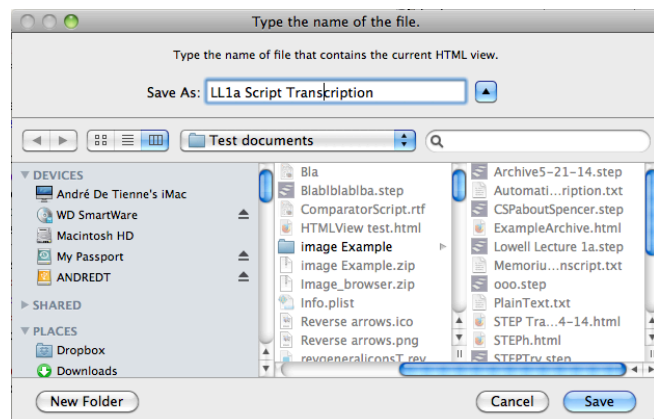 Type the name of the file.
Type the name of file that contains the current HTML view.
Save As: LL1a Script Transcription
Test documents
DEVICES
André De Tienne's iMac
WD SmartWare
Macintosh HD
My Passport
ANDREDT
SHARED
PLACES
Dropbox
Downloads
Bla
Blablblablba.step
ComparatorScript.rtf
HTMLView test.html
image Example
image Example.zip
Image_browser.zip
Info.plist
Reverse arrows.ico
Reverse arrows.png
revgeneraliconsT.rev
Archive5-21-14.step
Automati...ription.txt
CSPaboutSpencer.step
ExampleArchive.html
Lowell Lecture 1a.step
Memoriu...nscript.txt
ooo.step
PlainText.txt
STEP Tra...4-14.html
STEPh.html
STEPTry.step
New Folder
Cancel
Save